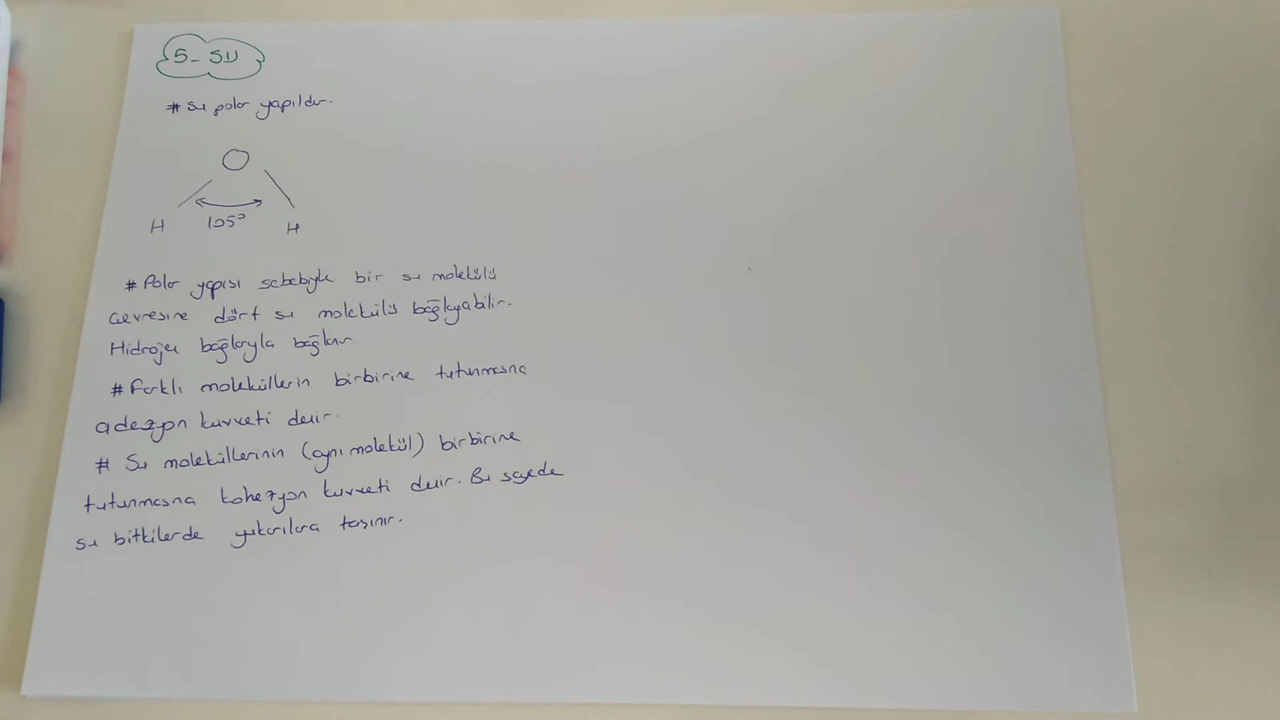 5- SU
# Su polar yapılıdır.
O
H 105° H
# Polar yapısı sebebiyle bir su molekülü
çevresine dört su molekülü bağlayabilir.
Hidrojen bağlarıyla bağlanır
# Farklı moleküllerin birbirine tutunmasına
adezyon kuvveti denir.
# Su moleküllerinin (aynı molekül) birbirine
tutunmasına kohezyon kuvveti denir. Bu sayede
su bitkilerde yukarılara taşınır.